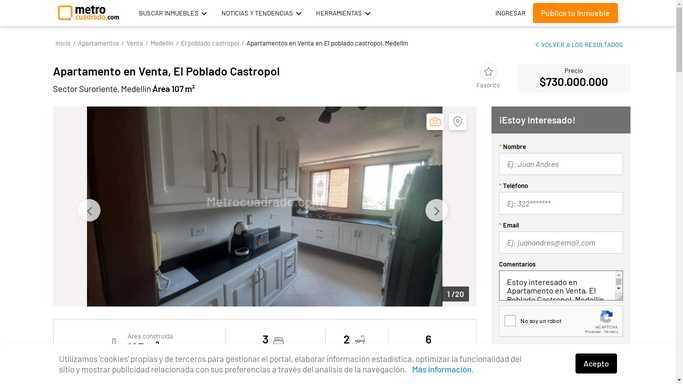 metro
cuadrado.com
BUSCAR INMUEBLES
NOTICIAS Y TENDENCIAS
HERRAMIENTAS
INGRESAR
Publica tu Inmueble
Inicio / Apartamentos / Venta / Medellín / El poblado castropol / Apartamentos en Venta en El poblado castropol, Medellín
VOLVER A LOS RESULTADOS
Apartamento en Venta, El Poblado Castropol
Sector Suroriente, Medellín Área 107 m²
Favorito
Precio
$730.000.000
Metrocuadrado.com
1 / 20
¡Estoy Interesado!
* Nombre
Ej: Juan Andres
* Teléfono
Ej: 322*******
* Email
Ej: juanandres@email.com
Comentarios
Estoy interesado en
Apartamento en Venta, El
Poblado Castropol, Medellín
No soy un robot
reCAPTCHA
Privacidad - Términos
Área construida
3
2
6
Utilizamos 'cookies' propias y de terceros para gestionar el portal, elaborar información estadística, optimizar la funcionalidad del
sitio y mostrar publicidad relacionada con sus preferencias a través del análisis de la navegación. Más información.
Acepto